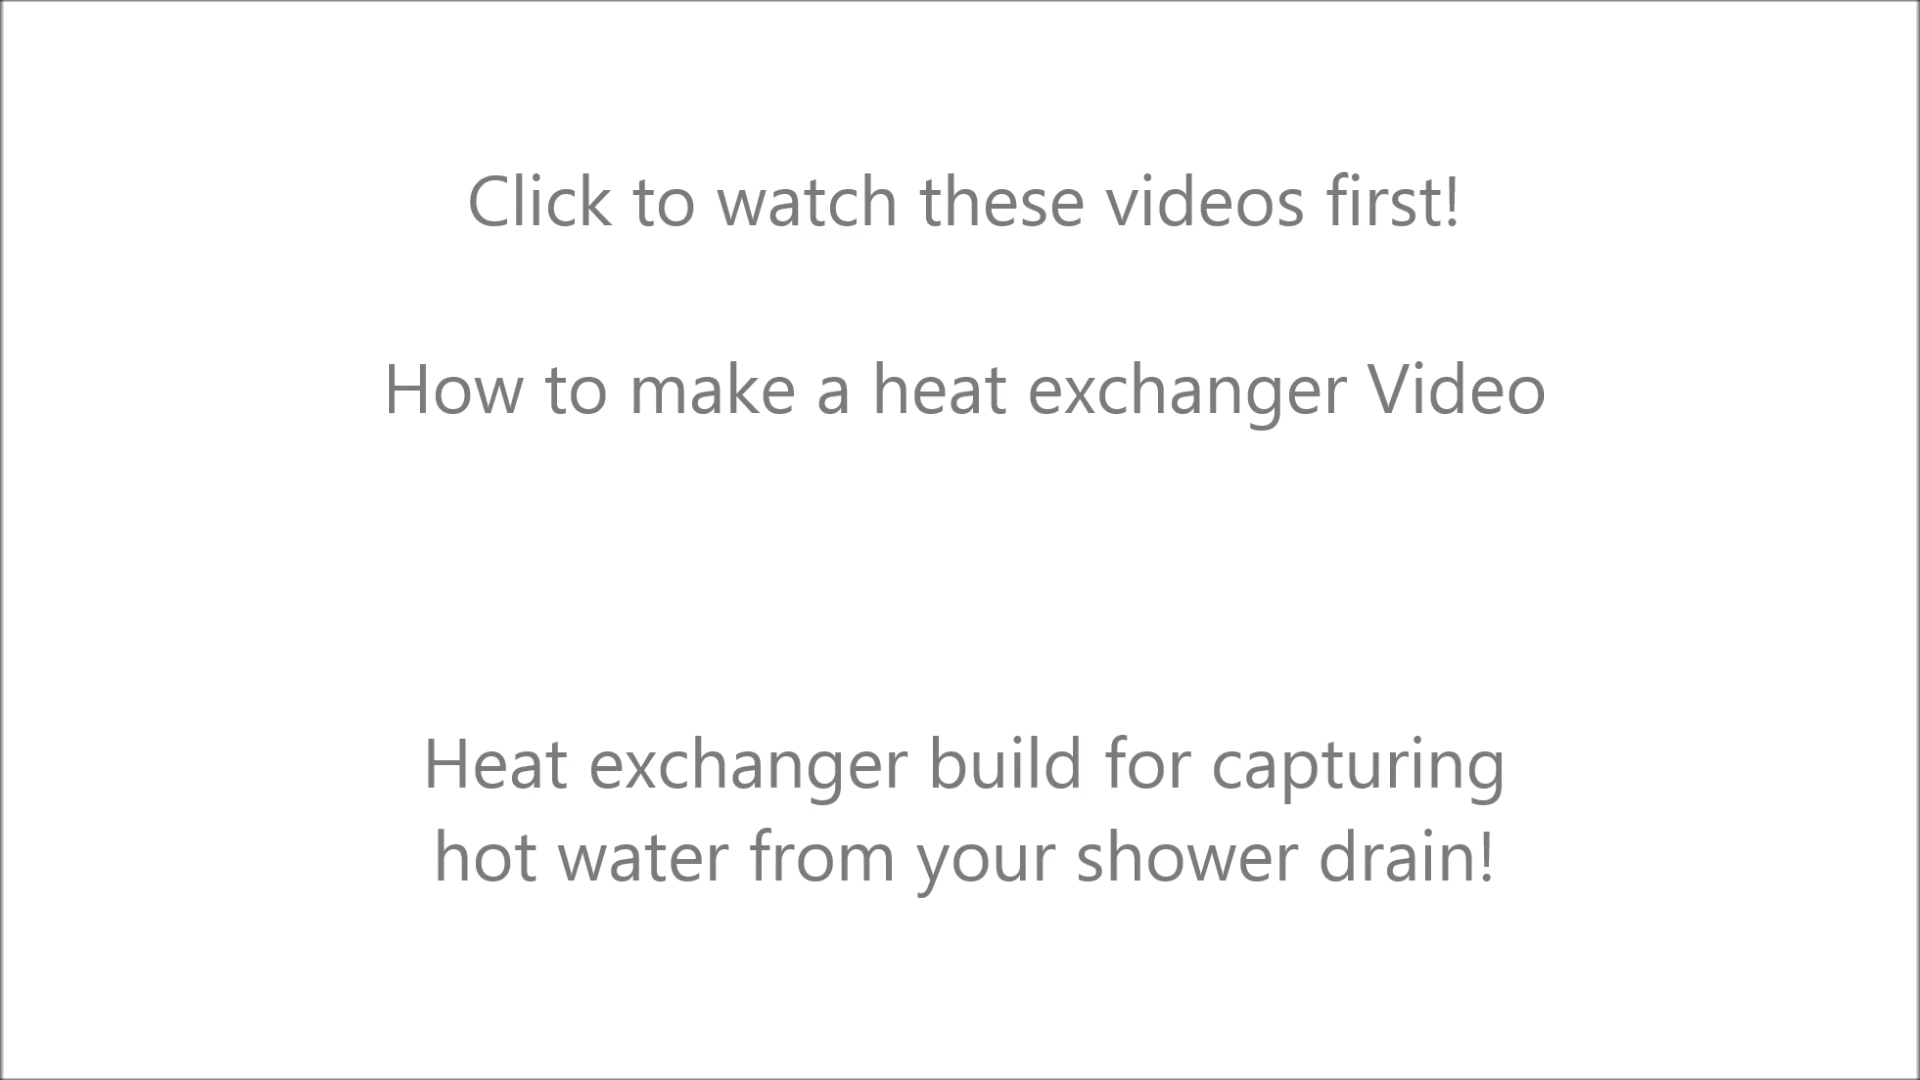 Click to watch these videos first!
How to make a heat exchanger Video
Heat exchanger build for capturing
hot water from your shower drain!